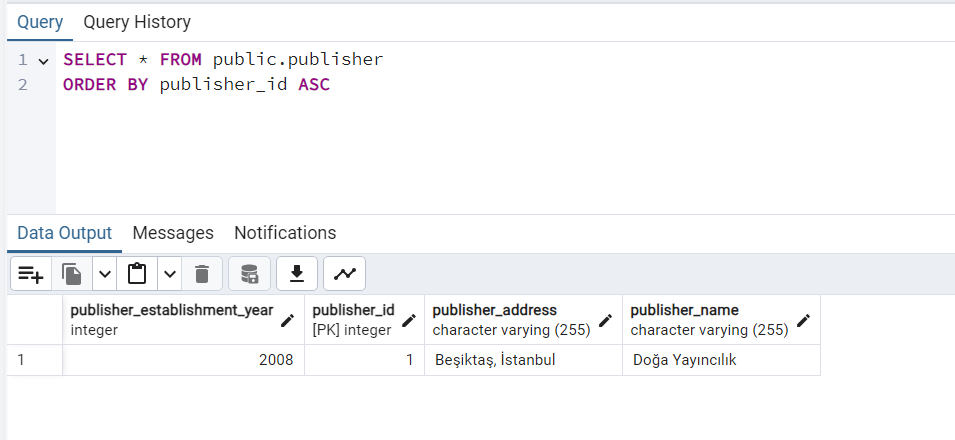 Query Query History
1 SELECT * FROM public.publisher
2 ORDER BY publisher_id ASC
Data Output Messages Notifications
publisher_establishment_year publisher_id publisher_address publisher_name
integer [PK] integer character varying (255) character varying (255)
1 2008 1 Beşiktaş, İstanbul Doğa Yayıncılık